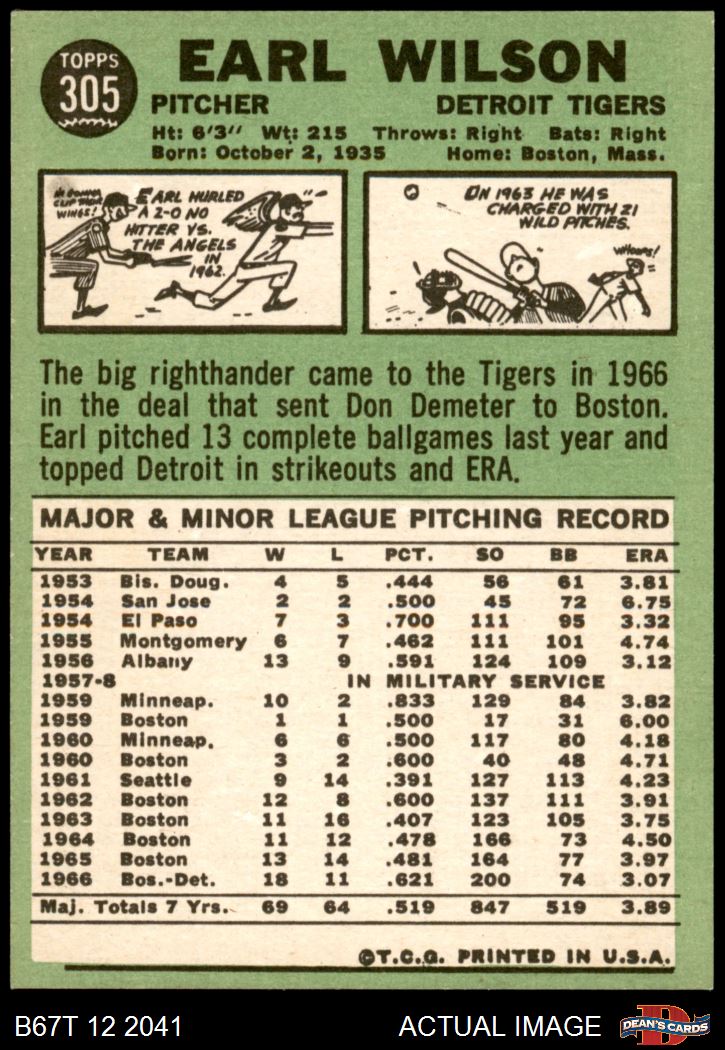 TOPPS
305
EARL WILSON
PITCHER DETROIT TIGERS
Ht: 6'3" Wt: 215 Throws: Right Bats: Right
Born: October 2, 1935 Home: Boston, Mass.
I'M GONNA
CLIP THEM
WINGS!
EARL HURLED
A 2-0 NO
HITTER VS.
THE ANGELS
IN
1962.
ON 1963 HE WAS
CHARGED WITH 21
WILD PITCHES.
WHOOPS!
The big righthander came to the Tigers in 1966
in the deal that sent Don Demeter to Boston.
Earl pitched 13 complete ballgames last year and
topped Detroit in strikeouts and ERA.
MAJOR & MINOR LEAGUE PITCHING RECORD
YEAR TEAM W L PCT. SO BB ERA
1953 Bis. Doug. 4 5 .444 56 61 3.81
1954 San Jose 2 2 .500 45 72 6.75
1954 El Paso 7 3 .700 111 95 3.32
1955 Montgomery 6 7 .462 111 101 4.74
1956 Albany 13 9 .591 124 109 3.12
1957-8 IN MILITARY SERVICE
1959 Minneap. 10 2 .833 129 84 3.82
1959 Boston 1 1 .500 17 31 6.00
1960 Minneap. 6 6 .500 117 80 4.18
1960 Boston 3 2 .600 40 48 4.71
1961 Seattle 9 14 .391 127 113 4.23
1962 Boston 12 8 .600 137 111 3.91
1963 Boston 11 16 .407 123 105 3.75
1964 Boston 11 12 .478 166 73 4.50
1965 Boston 13 14 .481 164 77 3.97
1966 Bos.-Det. 18 11 .621 200 74 3.07
Maj. Totals 7 Yrs. 69 64 .519 847 519 3.89
©T.C.G. PRINTED IN U.S.A.
B67T 12 2041 ACTUAL IMAGE
D
DEAN'S CARDS